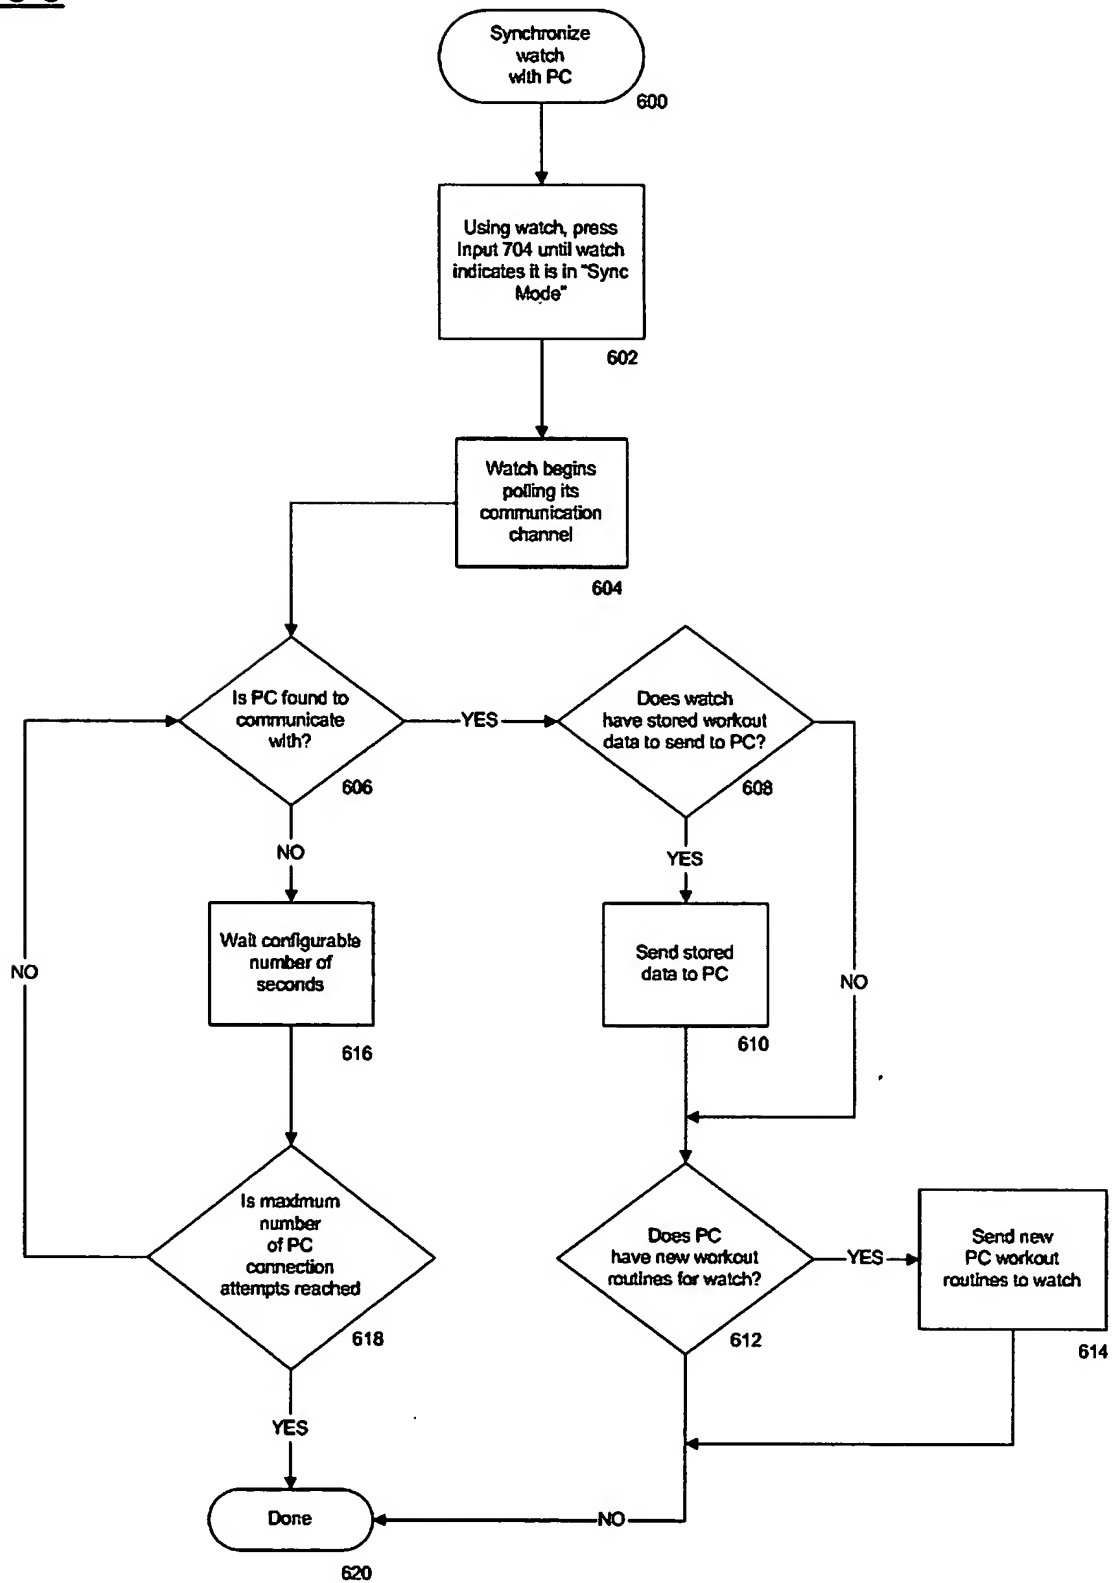 Synchronize
watch
with PC
600
Using watch, press
Input 704 until watch
indicates it is in "Sync
Mode"
602
Watch begins
polling its
communication
channel
604
Is PC found to
communicate
with?
606
YES
Does watch
have stored workout
data to send to PC?
608
NO
YES
Wait configurable
number of
seconds
616
Send stored
data to PC
610
NO
NO
Is maximum
number
of PC
connection
attempts reached
618
Does PC
have new workout
routines for watch?
612
YES
Send new
PC workout
routines to watch
614
YES
Done
620
NO